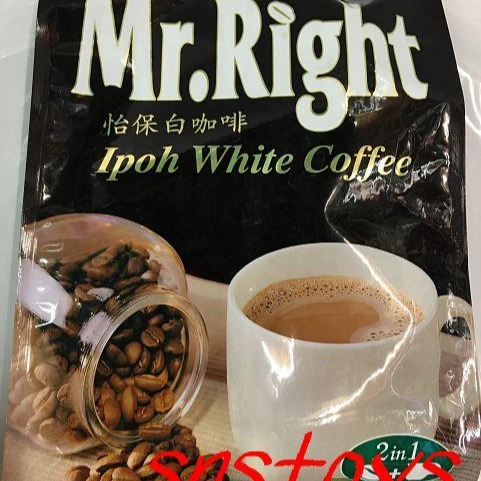 Mr.Right
怡保白咖啡
Ipoh White Coffee
2in1
snstoys